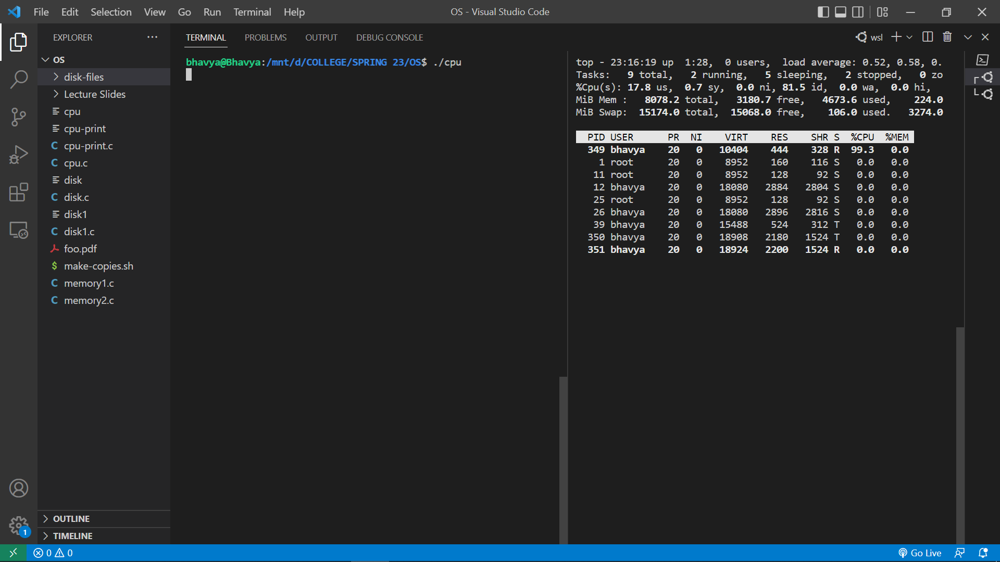 File Edit Selection View Go Run Terminal Help
OS - Visual Studio Code
EXPLORER
OS
disk-files
Lecture Slides
cpu
cpu-print
cpu-print.c
cpu.c
disk
disk.c
disk1
disk1.c
foo.pdf
make-copies.sh
memory1.c
memory2.c
OUTLINE
TIMELINE
TERMINAL PROBLEMS OUTPUT DEBUG CONSOLE
wsl
bhavya@Bhavya:/mnt/d/COLLEGE/SPRING 23/OS$ ./cpu
top - 23:16:19 up  1:28,  0 users,  load average: 0.52, 0.58, 0.
Tasks:   9 total,   2 running,   5 sleeping,   2 stopped,   0 zo
%Cpu(s): 17.8 us,  0.7 sy,  0.0 ni, 81.5 id,  0.0 wa,  0.0 hi,
MiB Mem :   8078.2 total,   3180.7 free,   4673.6 used,    224.0
MiB Swap:  15174.0 total,  15068.0 free,    106.0 used.   3274.0
PID USER      PR  NI    VIRT    RES    SHR S  %CPU  %MEM
349 bhavya    20   0   10404    444    328 R  99.3   0.0
1 root      20   0    8952    160    116 S   0.0   0.0
11 root      20   0    8952    128     92 S   0.0   0.0
12 bhavya    20   0   18080   2884   2804 S   0.0   0.0
25 root      20   0    8952    128     92 S   0.0   0.0
26 bhavya    20   0   18080   2896   2816 S   0.0   0.0
39 bhavya    20   0   15488    524    312 T   0.0   0.0
350 bhavya    20   0   18908   2180   1524 T   0.0   0.0
351 bhavya    20   0   18924   2200   1524 R   0.0   0.0
1
0 0
Go Live